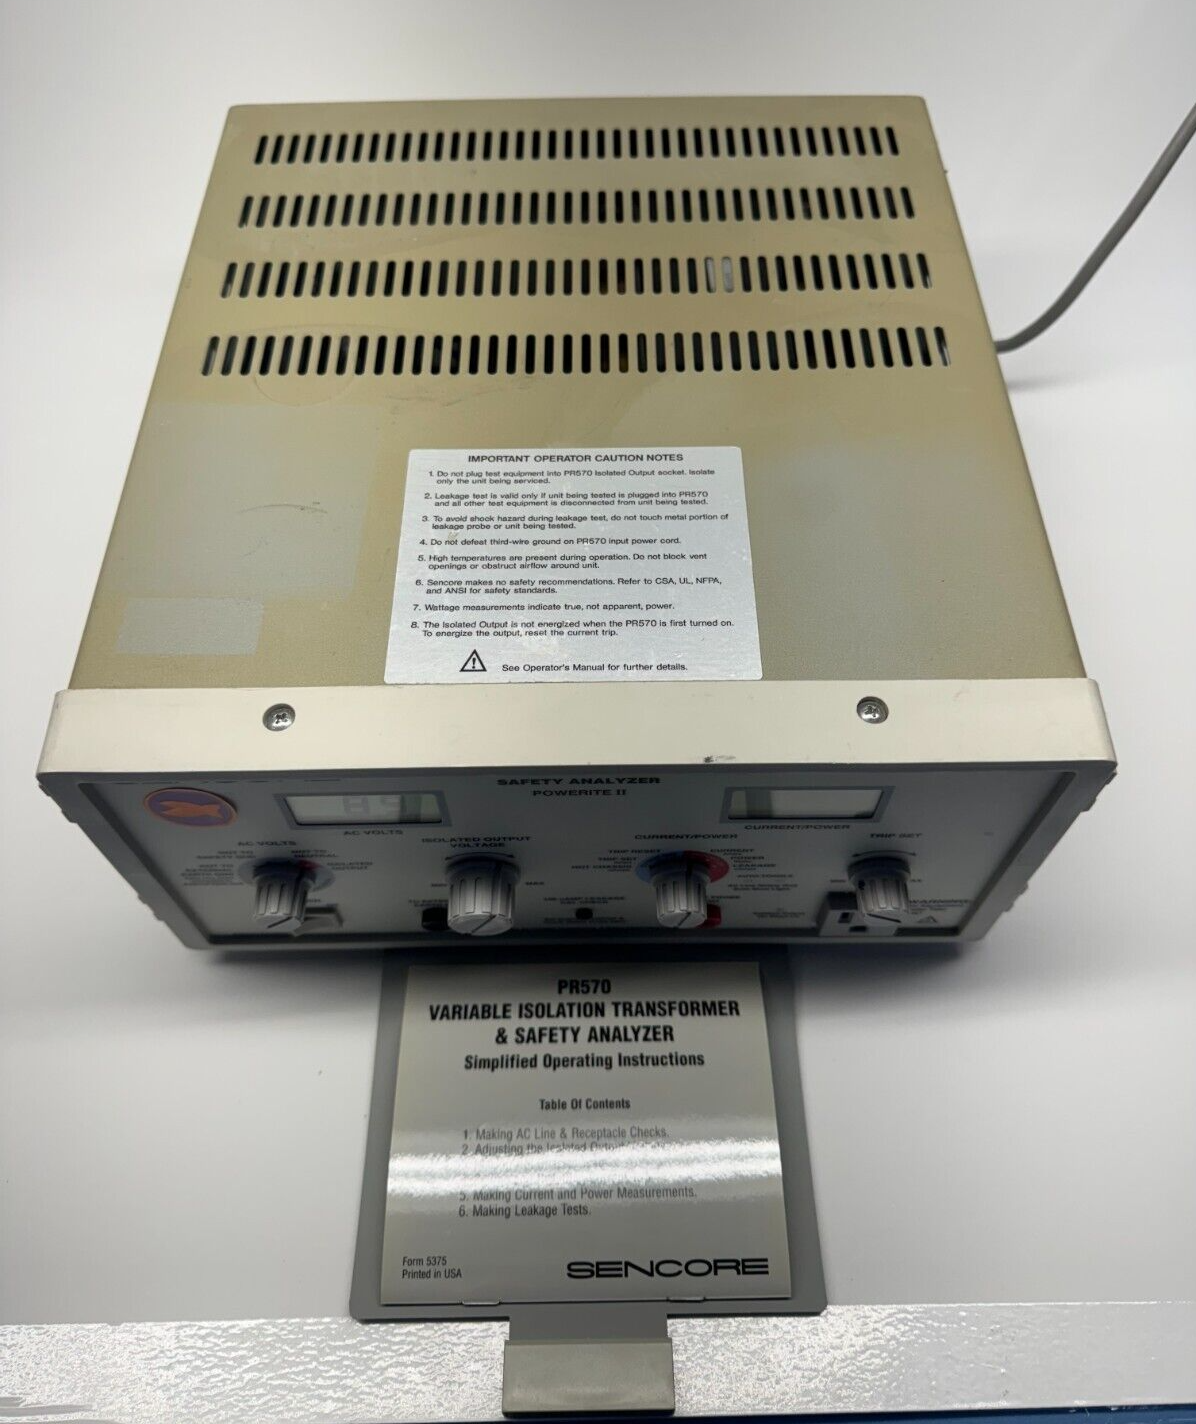 IMPORTANT OPERATOR CAUTION NOTES
1. Do not plug test equipment into PR570 Isolated Output socket. Isolate
only the unit being serviced.
2. Leakage test is valid only if unit being tested is plugged into PR570
and all other test equipment is disconnected from unit being tested.
3. To avoid shock hazard during leakage test, do not touch metal portion of
leakage probe or unit being tested.
4. Do not defeat third-wire ground on PR570 input power cord.
5. High temperatures are present during operation. Do not block vent
openings or obstruct airflow around unit.
6. Sencore makes no safety recommendations. Refer to CSA, UL, NFPA,
and ANSI for safety standards.
7. Wattage measurements indicate true, not apparent, power.
8. The Isolated Output is not energized when the PR570 is first turned on.
To energize the output, reset the current trip.
See Operator's Manual for further details.
SAFETY ANALYZER
POWERITE II
AC VOLTS
CURRENT/POWER
AC VOLTS
ISOLATED OUTPUT
VOLTAGE
CURRENT/POWER
TRIP SET
TRIP RESET
CURRENT
POWER
LEAKAGE
MAX
PR570
VARIABLE ISOLATION TRANSFORMER
& SAFETY ANALYZER
Simplified Operating Instructions
Table Of Contents
1. Making AC Line & Receptacle Checks.
2. Adjusting the Isolated
5. Making Current and Power Measurements.
6. Making Leakage Tests.
Form 5375
Printed in USA
SENCORE